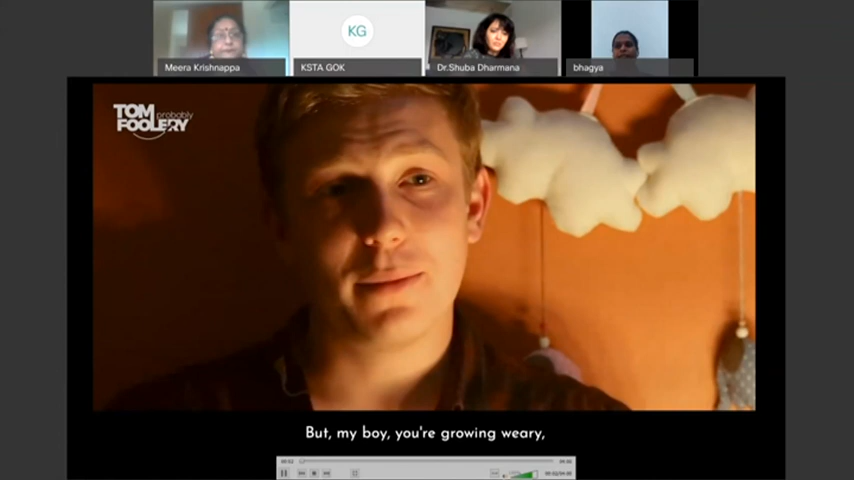 KG
Meera Krishnappa
KSTA GOK
Dr.Shuba Dharmana
bhagya
TOM probably
FOOLERY
But, my boy, you're growing weary,